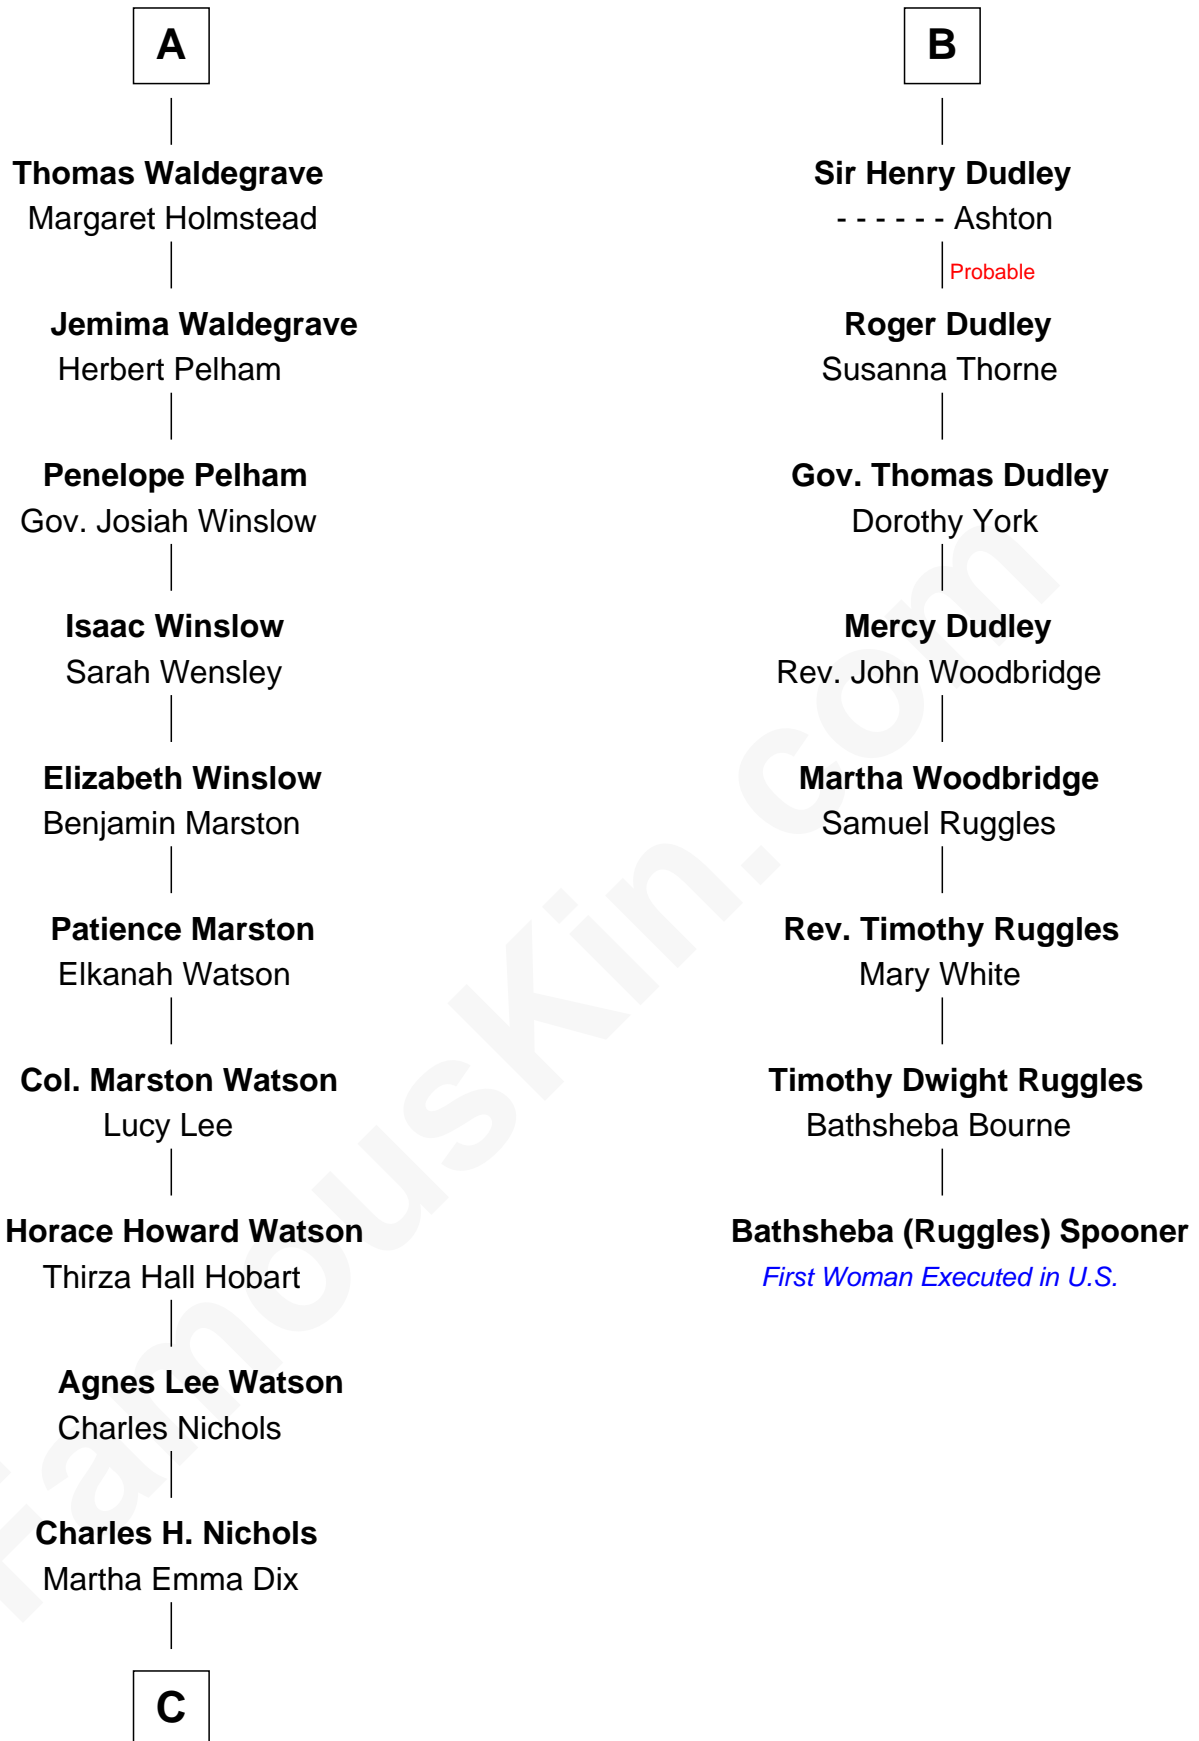 A
Thomas Waldegrave
Margaret Holmstead
Jemima Waldegrave
Herbert Pelham
Penelope Pelham
Gov. Josiah Winslow
Isaac Winslow
Sarah Wensley
Elizabeth Winslow
Benjamin Marston
Patience Marston
Elkanah Watson
Col. Marston Watson
Lucy Lee
Horace Howard Watson
Thirza Hall Hobart
Agnes Lee Watson
Charles Nichols
Charles H. Nichols
Martha Emma Dix
C
B
Sir Henry Dudley
- - - - - - Ashton
Probable
Roger Dudley
Susanna Thorne
Gov. Thomas Dudley
Dorothy York
Mercy Dudley
Rev. John Woodbridge
Martha Woodbridge
Samuel Ruggles
Rev. Timothy Ruggles
Mary White
Timothy Dwight Ruggles
Bathsheba Bourne
Bathsheba (Ruggles) Spooner
First Woman Executed in U.S.
FamousKin.com